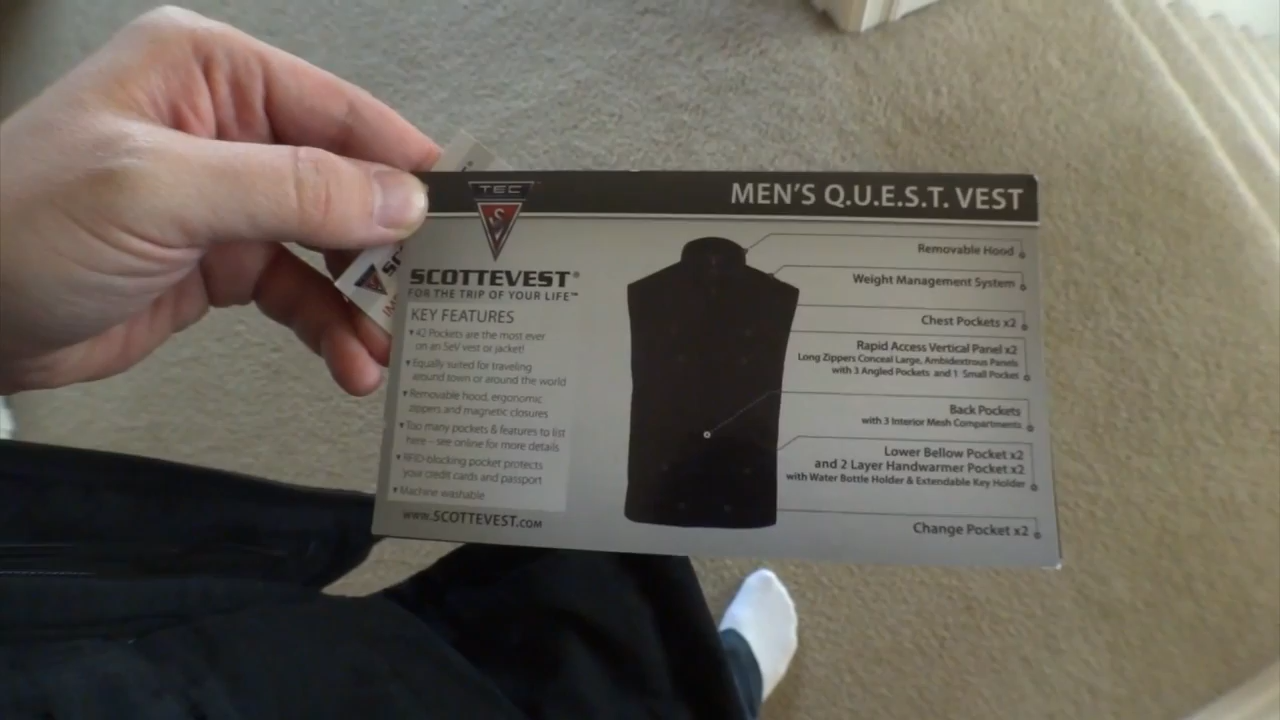 TEC
MEN'S Q.U.E.S.T. VEST
SCOTTEVEST®
FOR THE TRIP OF YOUR LIFE™
KEY FEATURES
42 Pockets are the most ever
on an SeV vest or jacket!
Equally suited for traveling
around town or around the world
Removable hood, ergonomic
zippers and magnetic closures
Too many pockets & features to list
here – see online for more details
RFID-blocking pocket protects
your credit cards and passport
Machine washable
www.SCOTTEVEST.COM
Removable Hood
Weight Management System
Chest Pockets x2
Rapid Access Vertical Panel x2
Long Zippers Conceal Large, Ambidextrous Panels
with 3 Angled Pockets and 1 Small Pocket
Back Pockets
with 3 Interior Mesh Compartments
Lower Bellow Pocket x2
and 2 Layer Handwarmer Pocket x2
with Water Bottle Holder & Extendable Key Holder
Change Pocket x2